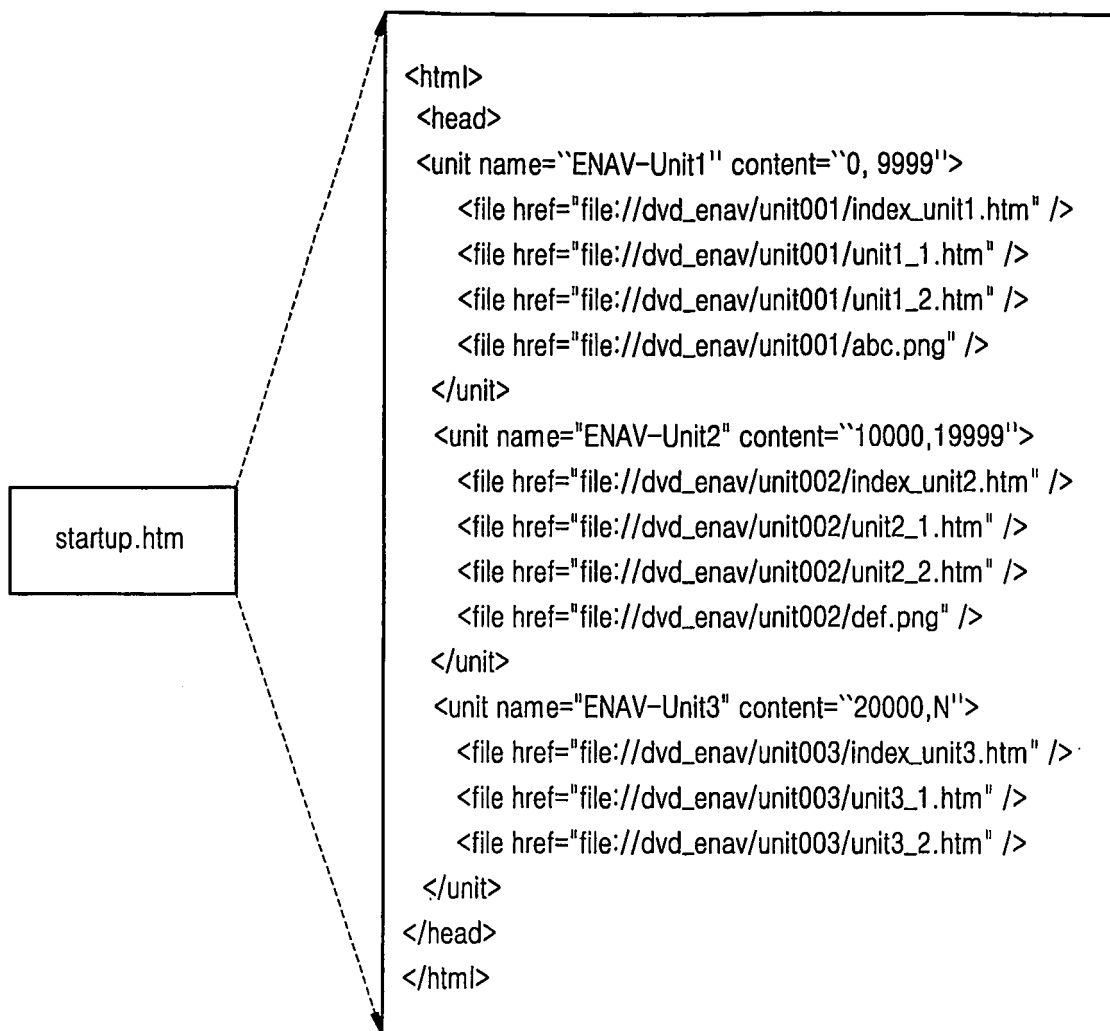 startup.htm
<html>
<head>
<unit name=``ENAV-Unit1'' content=``0, 9999''>
<file href="file://dvd_enav/unit001/index_unit1.htm" />
<file href="file://dvd_enav/unit001/unit1_1.htm" />
<file href="file://dvd_enav/unit001/unit1_2.htm" />
<file href="file://dvd_enav/unit001/abc.png" />
</unit>
<unit name="ENAV-Unit2" content=``10000,19999''>
<file href="file://dvd_enav/unit002/index_unit2.htm" />
<file href="file://dvd_enav/unit002/unit2_1.htm" />
<file href="file://dvd_enav/unit002/unit2_2.htm" />
<file href="file://dvd_enav/unit002/def.png" />
</unit>
<unit name="ENAV-Unit3" content=``20000,N''>
<file href="file://dvd_enav/unit003/index_unit3.htm" />
<file href="file://dvd_enav/unit003/unit3_1.htm" />
<file href="file://dvd_enav/unit003/unit3_2.htm" />
</unit>
</head>
</html>